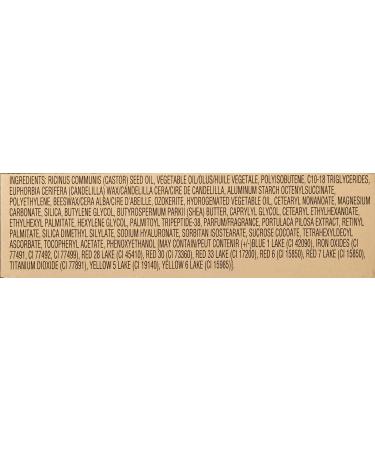 INGREDIENTS: RICINUS COMMUNIS (CASTOR) SEED OIL, VEGETABLE OIL/OLUS/HUILE VEGETALE, POLYISOBUTENE, C10-18 TRIGLYCERIDES,
EUPHORBIA CERIFERA (CANDELILLA) WAX/CANDELILLA CERA/CIRE DE CANDELILLA, ALUMINUM STARCH OCTENYLSUCCINATE,
POLYETHYLENE, BEESWAX/CERA ALBA/CIRE D'ABEILLE, OZOKERITE, HYDROGENATED VEGETABLE OIL, CETEARYL NONANOATE, MAGNESIUM
CARBONATE, SILICA, BUTYLENE GLYCOL, BUTYROSPERMUM PARKII (SHEA) BUTTER, CAPRYLYL GLYCOL, CETEARYL ETHYLHEXANOATE,
ETHYLHEXYL PALMITATE, HEXYLENE GLYCOL, PALMITOYL TRIPEPTIDE-38, PARFUM/FRAGRANCE, PORTULACA PILOSA EXTRACT, RETINYL
PALMITATE, SILICA DIMETHYL SILYLATE, SODIUM HYALURONATE, SORBITAN ISOSTEARATE, SUCROSE COCOATE, TETRAHEXYLDECYL
ASCORBATE, TOCOPHERYL ACETATE, PHENOXYETHANOL [MAY CONTAIN/PEUT CONTENIR (+/-) BLUE 1 LAKE (CI 42090), IRON OXIDES (CI
77491, CI 77492, CI 77499), RED 28 LAKE (CI 45410), RED 30 (CI 73360), RED 33 LAKE (CI 17200), RED 6 (CI 15850), RED 7 LAKE (CI 15850),
TITANIUM DIOXIDE (CI 77891), YELLOW 5 LAKE (CI 19140), YELLOW 6 LAKE (CI 15985)].